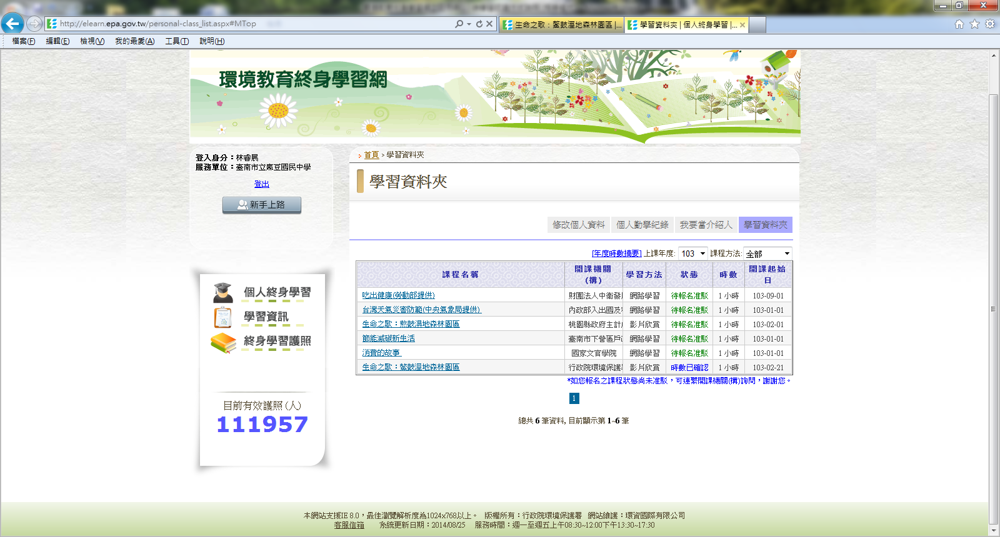 http://elearn.epa.gov.tw/personal-class_list.aspx#MTop
生命之歌：鰲鼓溼地森林園區 |...
學習資料夾 | 個人終身學習 |...
檔案(F) 編輯(E) 檢視(V) 我的最愛(A) 工具(T) 說明(H)
環境教育終身學習網
登入身分：林睿展
服務單位：臺南市立麻豆國民中學
登出
新手上路
個人終身學習
學習資訊
終身學習護照
目前有效護照(人)
111957
首頁 > 學習資料夾
學習資料夾
修改個人資料 個人勤學紀錄 我要當介紹人 學習資料夾
[年度時數摘要] 上課年度: 103 課程方法: 全部
課程名稱 開課機關(構) 學習方法 狀態 時數 開課起始日
吃出健康(勞動部提供) 財團法人中衛發 網路學習 待報名准駁 1 小時 103-09-01
台灣天氣災害防範(中央氣象局提供) 內政部入出國及 網路學習 待報名准駁 1 小時 103-01-01
生命之歌：鰲鼓濕地森林園區 桃園縣政府主計 影片欣賞 待報名准駁 1 小時 103-02-01
節能減碳新生活 臺南市下營區戶 網路學習 待報名准駁 1 小時 103-01-01
消費的故事 國家文官學院 網路學習 待報名准駁 1 小時 103-01-01
生命之歌：鰲鼓溼地森林園區 行政院環境保護 影片欣賞 時數已確認 1 小時 103-02-21
*如您報名之課程狀態尚未准駁，可連繫開課機關(構)詢問，謝謝您。
1
總共 6 筆資料, 目前顯示第 1~6 筆
本網站支援IE 8.0，最佳瀏覽解析度為1024x768以上。 版權所有：行政院環境保護署 網站維護：環資國際有限公司
客服信箱 系統更新日期：2014/08/25 服務時間：週一至週五上午08:30~12:00下午13:30~17:30